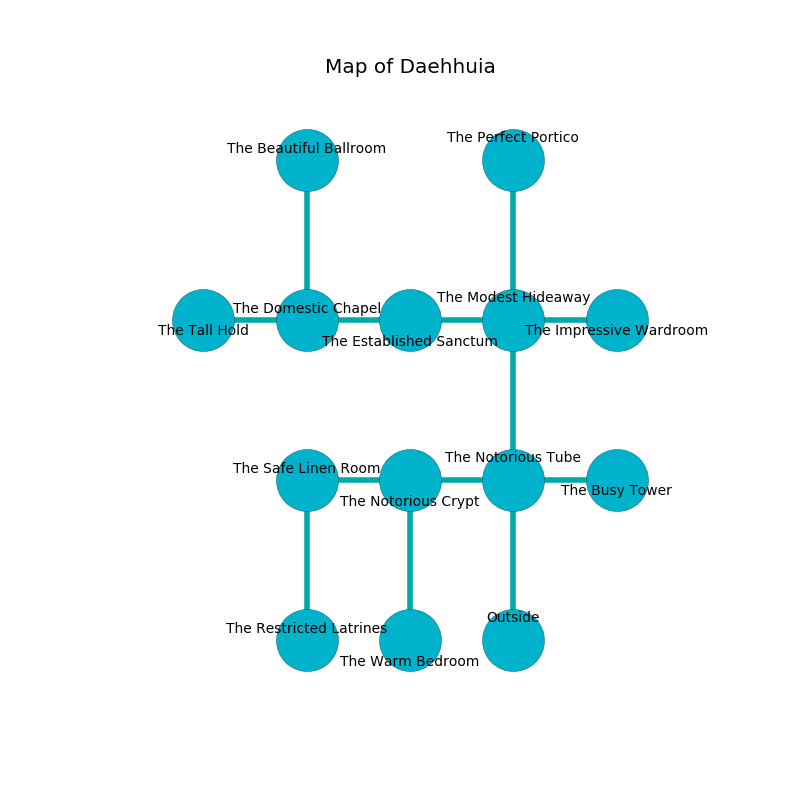 Map of Daehhuia
The Perfect Portico
The Beautiful Ballroom
The Modest Hideaway
The Domestic Chapel
The Tall Hold
The Impressive Wardroom
The Established Sanctum
The Notorious Tube
The Safe Linen Room
The Busy Tower
The Notorious Crypt
Outside
The Restricted Latrines
The Warm Bedroom